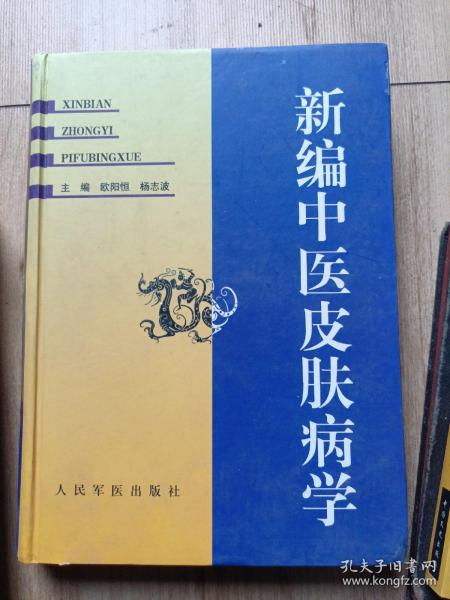 XINBIAN
ZHONGYI
PIFUBINGXUE
主 编 欧阳恒 杨志波
新编中医皮肤病学
人民军医出版社
孔夫子旧书网
www.kongfz.com